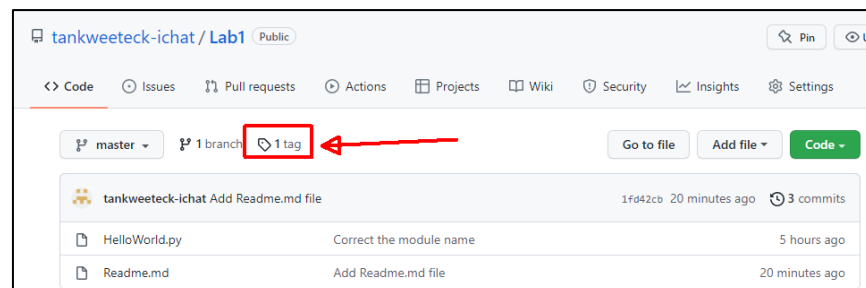 tankweeteck-ichat / Lab1 Public Pin
<> Code Issues Pull requests Actions Projects Wiki Security Insights Settings
master 1 branch 1 tag Go to file Add file Code
tankweeteck-ichat Add Readme.md file 1fd42cb 20 minutes ago 3 commits
HelloWorld.py Correct the module name 5 hours ago
Readme.md Add Readme.md file 20 minutes ago